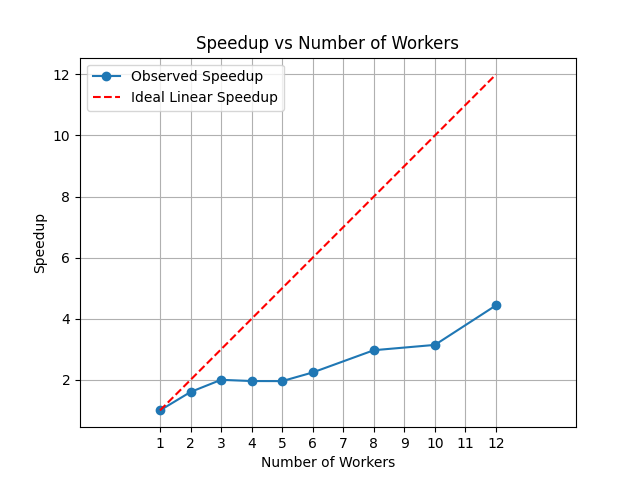 Speedup vs Number of Workers
Observed Speedup
Ideal Linear Speedup
12
10
8
6
4
2
Speedup
1 2 3 4 5 6 7 8 9 10 11 12
Number of Workers